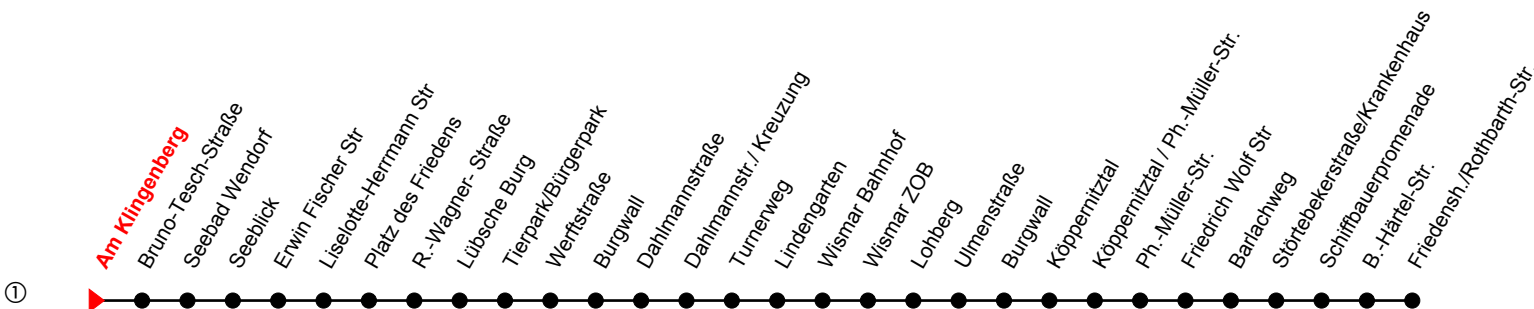 Am Klingenberg
Bruno-Tesch-Straße
Seebad Wendorf
Seeblick
Erwin Fischer Str
Liselotte-Herrmann Str
Platz des Friedens
R.-Wagner- Straße
Lübsche Burg
Tierpark/Bürgerpark
Werftstraße
Burgwall
Dahlmannstraße
Dahlmannstr./ Kreuzung
Turnerweg
Lindengarten
Wismar Bahnhof
Wismar ZOB
Lohberg
Ulmenstraße
Burgwall
Köppernitztal
Köppernitztal / Ph.-Müller-Str.
Ph.-Müller-Str.
Friedrich Wolf Str
Barlachweg
Störtebekerstraße/Krankenhaus
Schiffbauerpromenade
B.-Härtel-Str.
Friedensh./Rothbarth-Str.
①